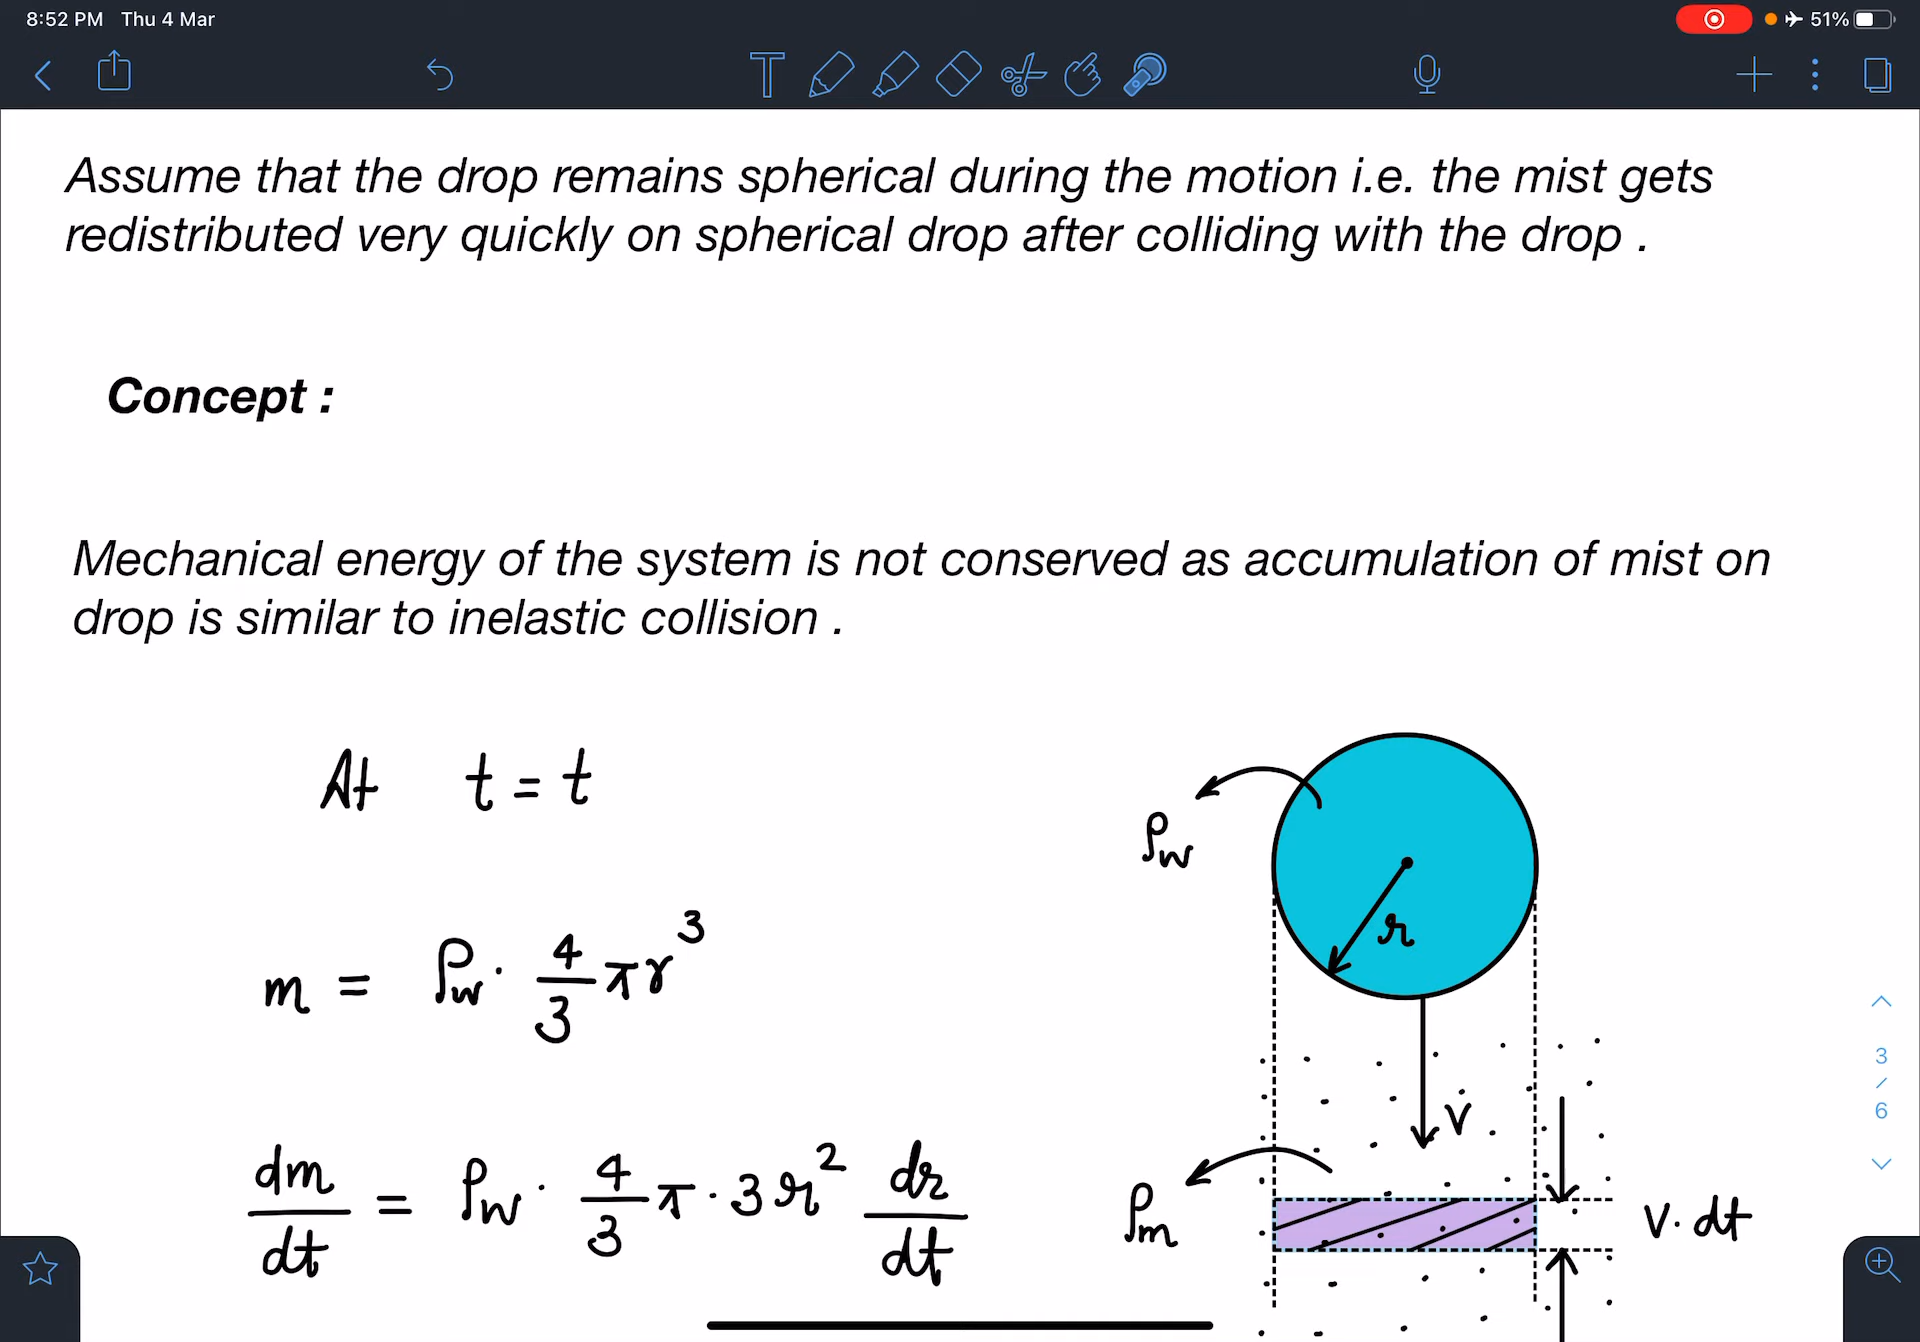 8:52 PM Thu 4 Mar
51%
Assume that the drop remains spherical during the motion i.e. the mist gets
redistributed very quickly on spherical drop after colliding with the drop .
Concept :
Mechanical energy of the system is not conserved as accumulation of mist on
drop is similar to inelastic collision .
At t = t
ρw
r
m = ρw · 4/3 πr³
v
3
/
6
dm/dt = ρw · 4/3 π · 3r² dr/dt
ρm
v · dt